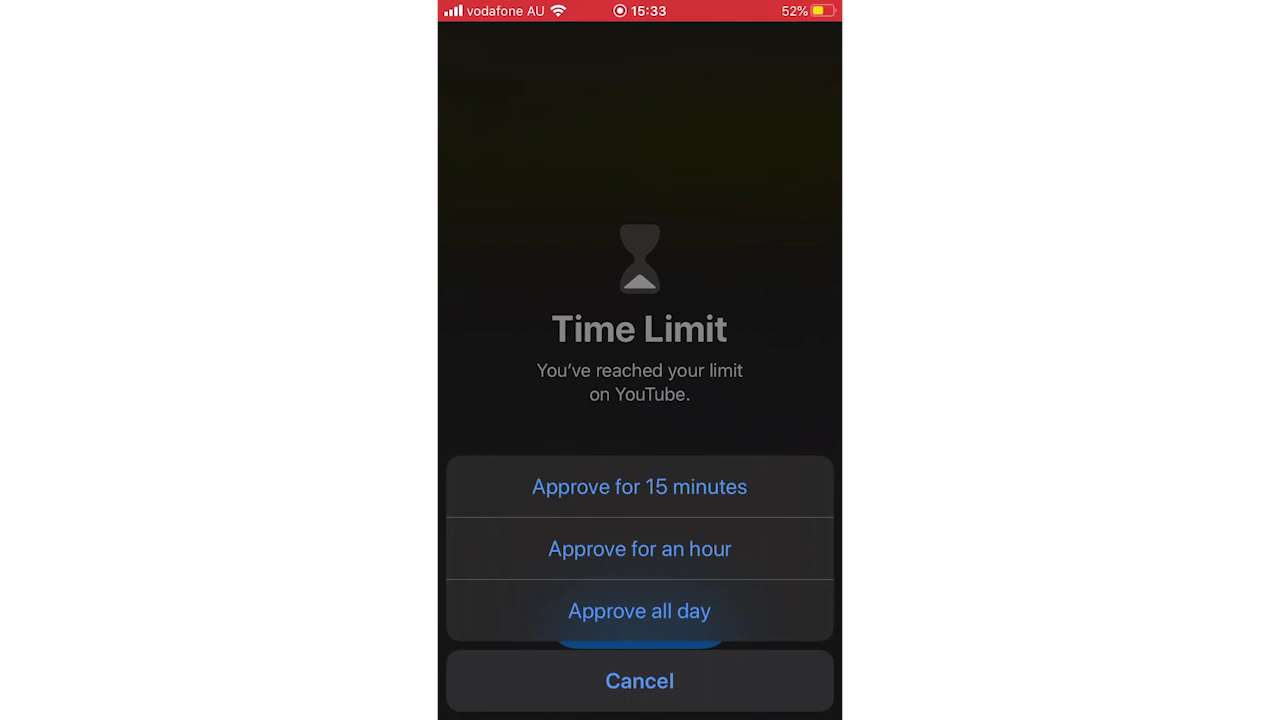 vodafone AU 15:33 52%
Time Limit
You’ve reached your limit
on YouTube.
Approve for 15 minutes
Approve for an hour
Approve all day
Cancel